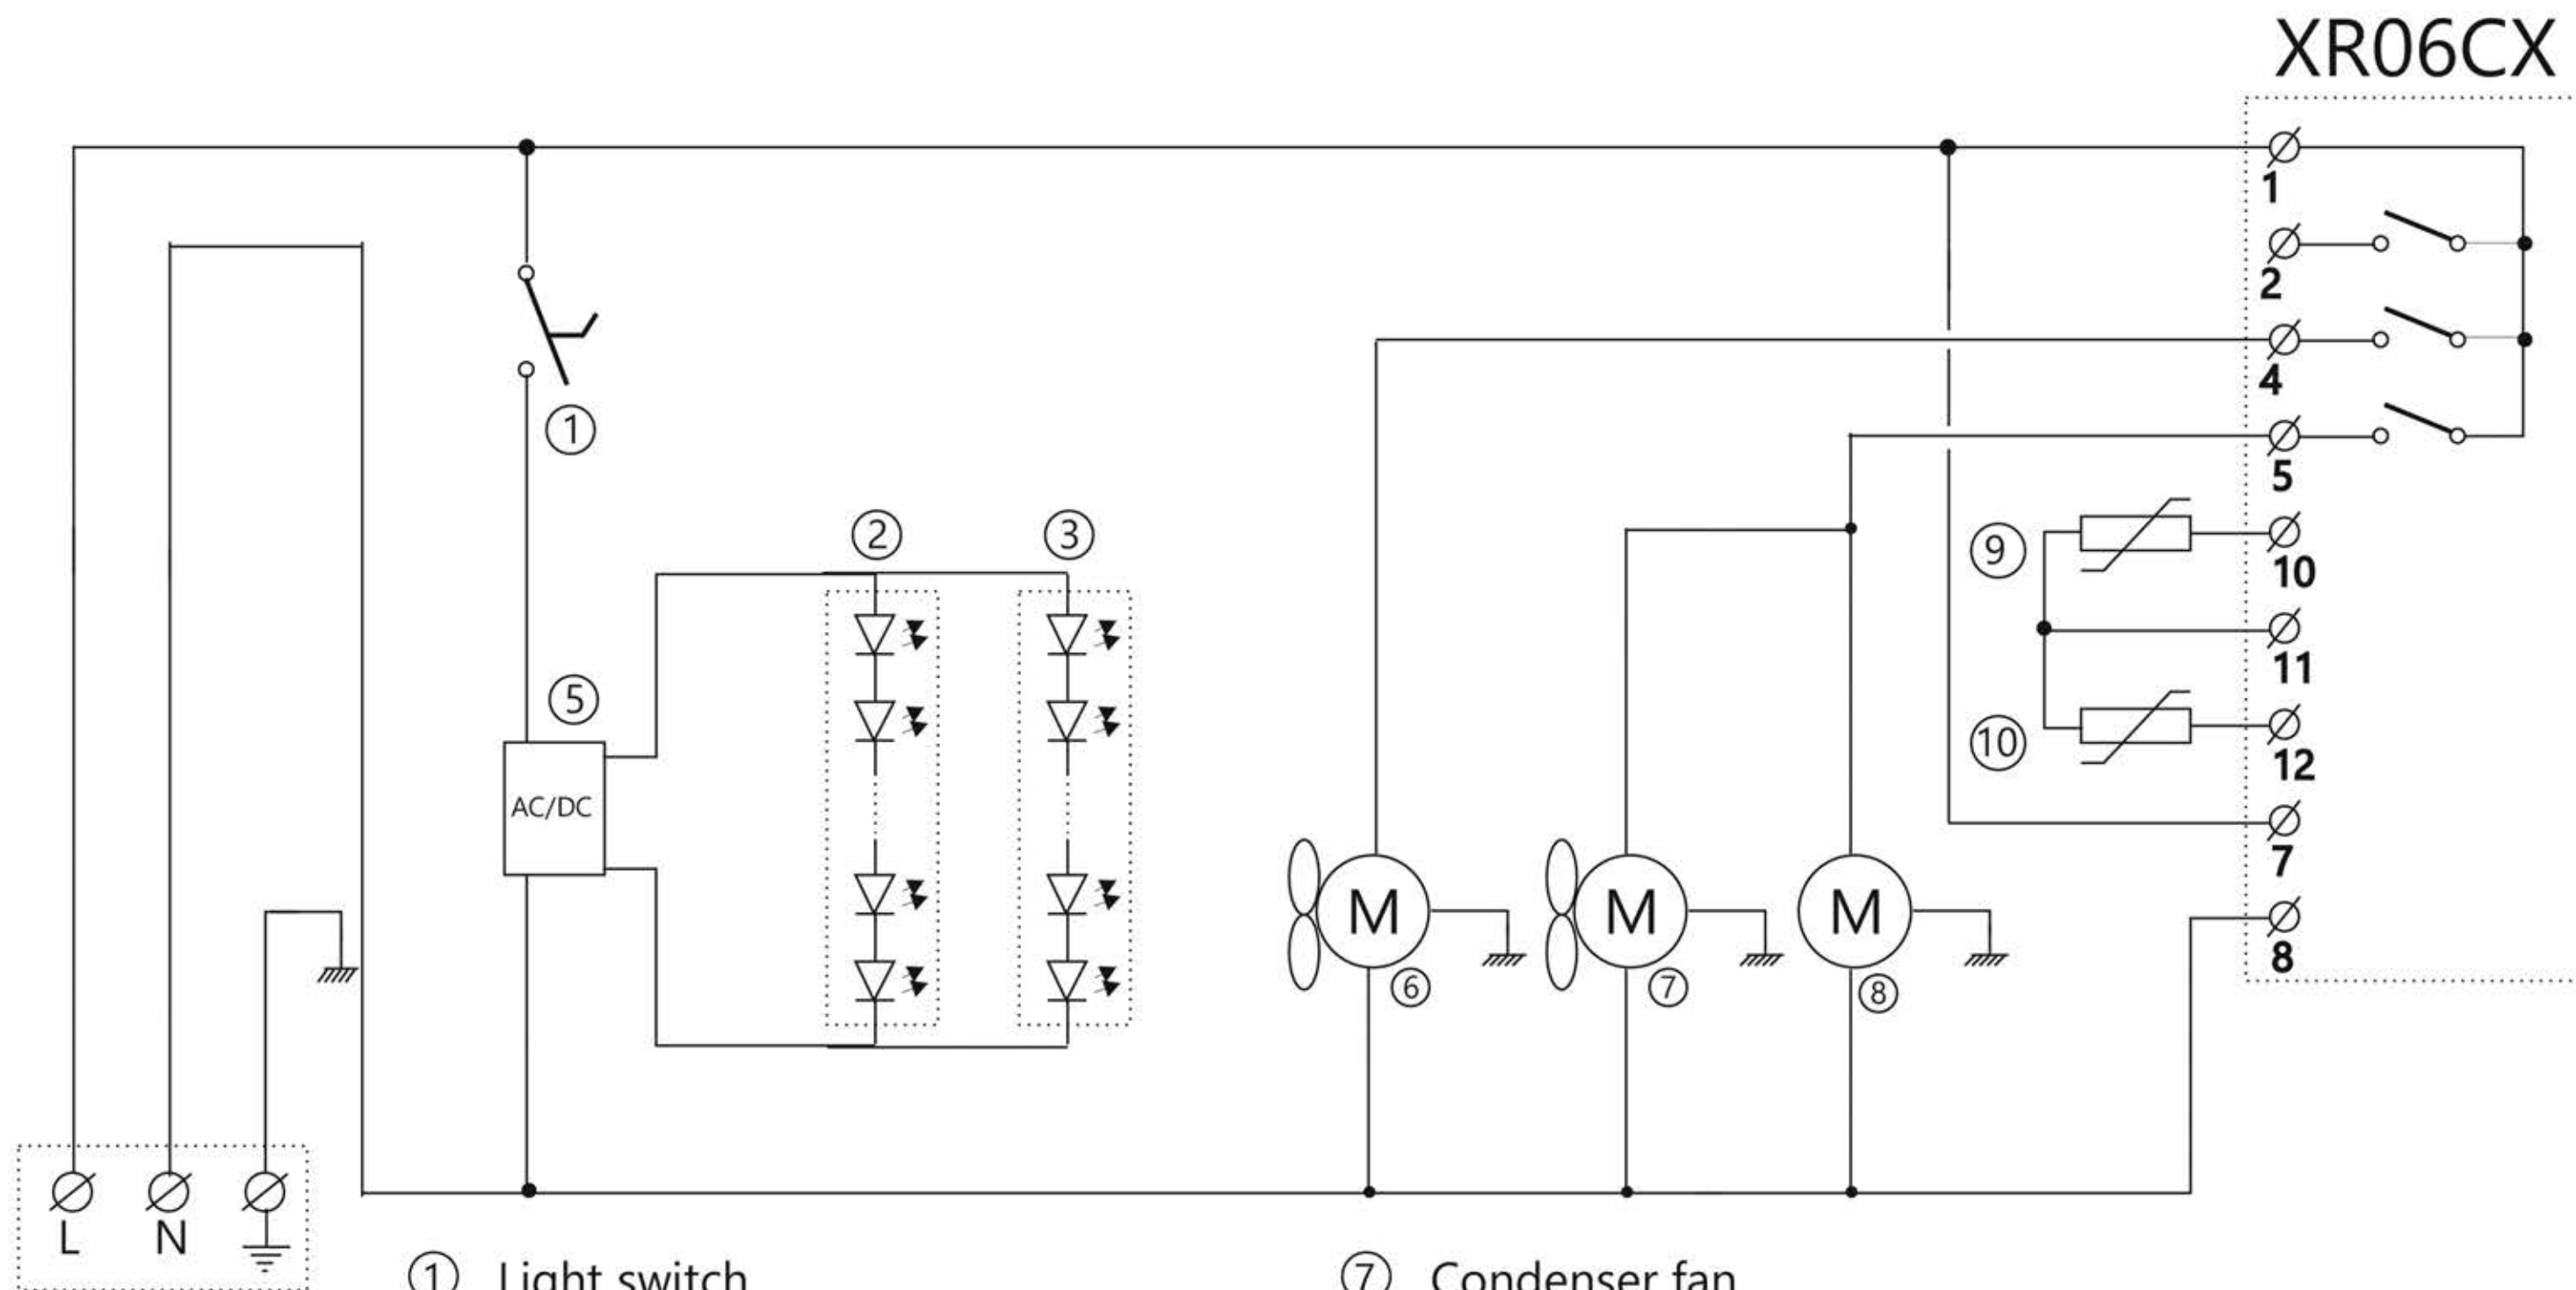 XR06CX
1
2
4
①
5
② ③
⑨
10
11
⑤
⑩
12
AC/DC
7
M M M
8
⑥ ⑦ ⑧
L N
① Light switch ⑦ Condenser fan